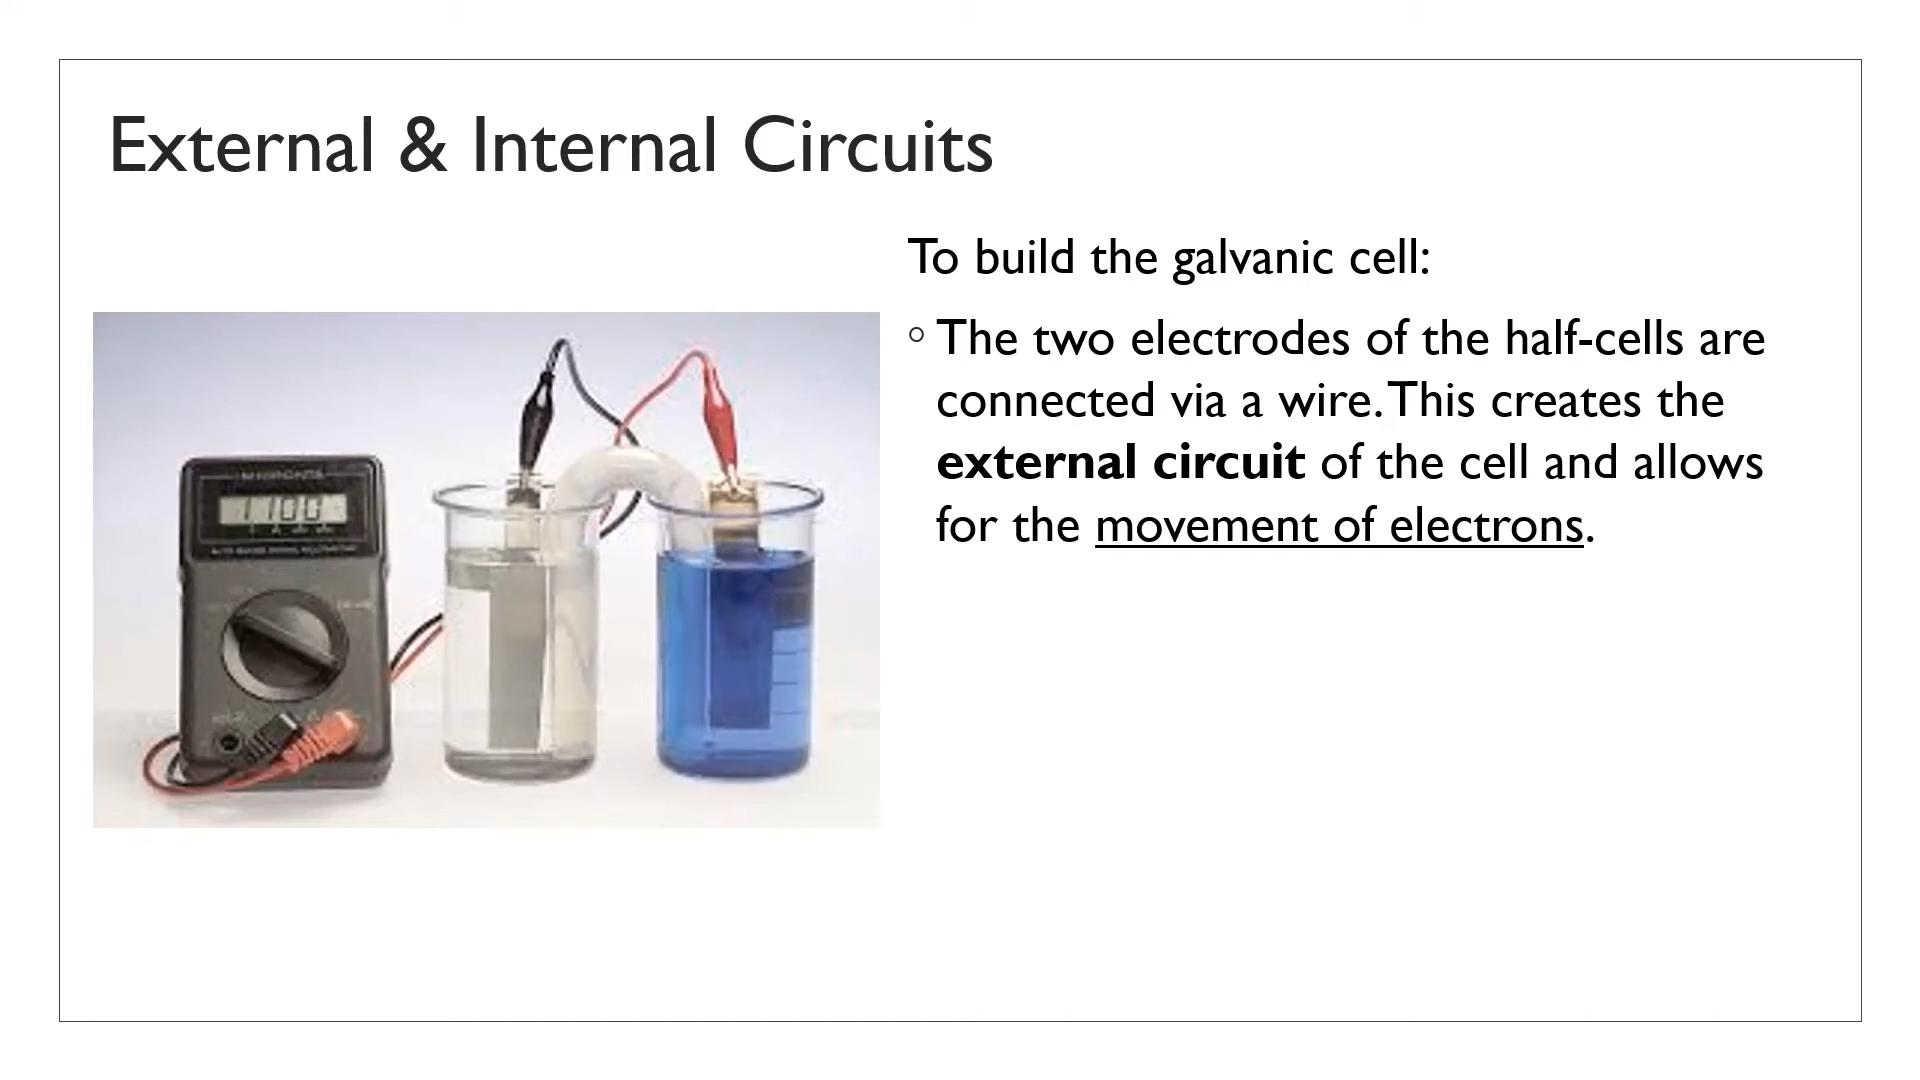 External & Internal Circuits
To build the galvanic cell:
The two electrodes of the half-cells are
connected via a wire. This creates the
external circuit of the cell and allows
for the movement of electrons.